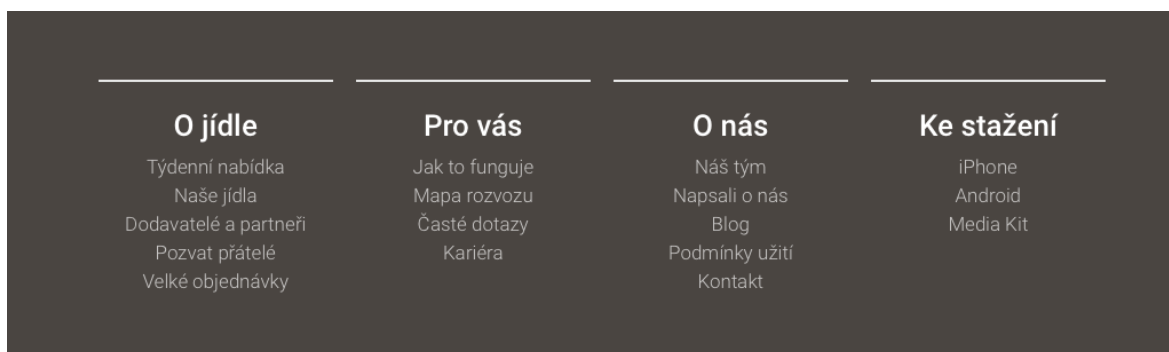 O jídle
Týdenní nabídka
Naše jídla
Dodavatelé a partneři
Pozvat přátelé
Velké objednávky
Pro vás
Jak to funguje
Mapa rozvozu
Časté dotazy
Kariéra
O nás
Náš tým
Napsali o nás
Blog
Podmínky užití
Kontakt
Ke stažení
iPhone
Android
Media Kit